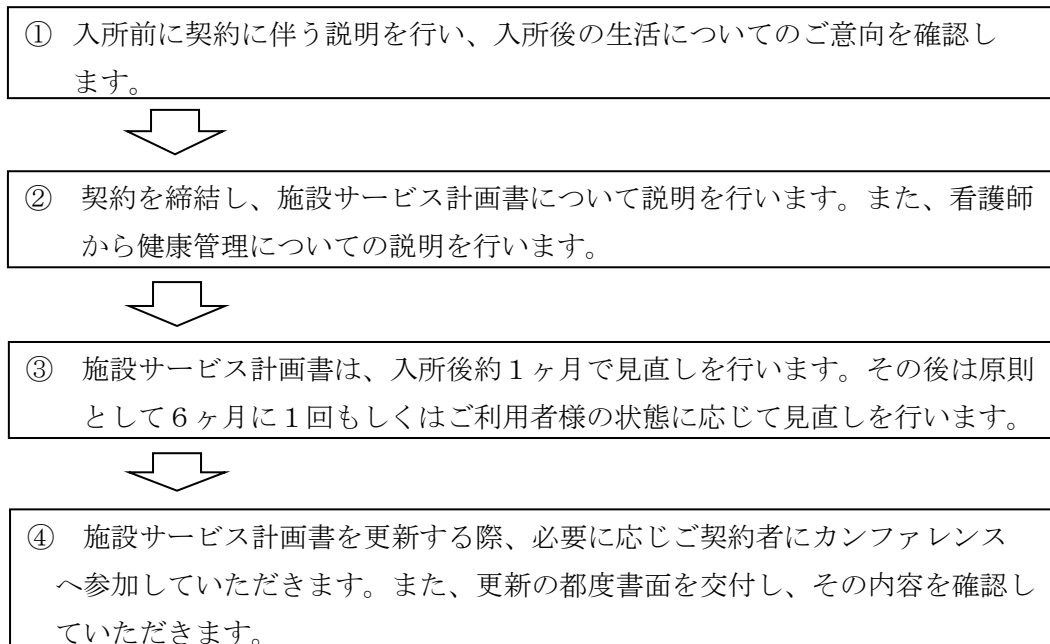 ① 入所前に契約に伴う説明を行い、入所後の生活についてのご意向を確認し
ます。
② 契約を締結し、施設サービス計画書について説明を行います。また、看護師
から健康管理についての説明を行います。
③ 施設サービス計画書は、入所後約１ヶ月で見直しを行います。その後は原則
として６ヶ月に１回もしくはご利用者様の状態に応じて見直しを行います。
④ 施設サービス計画書を更新する際、必要に応じご契約者にカンファレンス
へ参加していただきます。また、更新の都度書面を交付し、その内容を確認し
ていただきます。